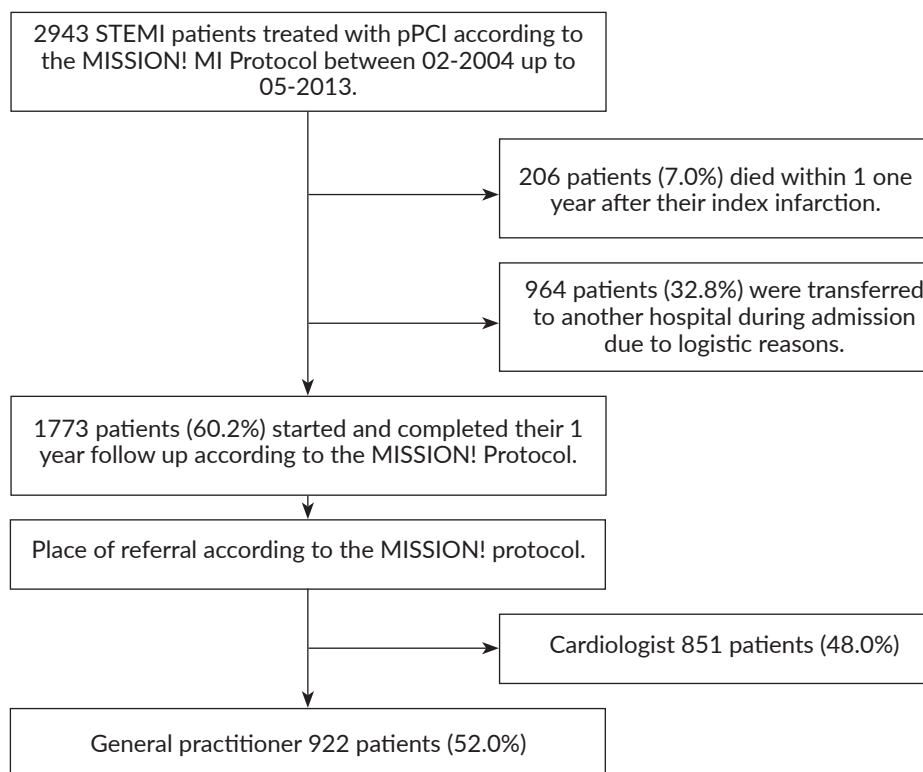 2943 STEMI patients treated with pPCI according to
the MISSION! MI Protocol between 02-2004 up to
05-2013.
206 patients (7.0%) died within 1 one
year after their index infarction.
964 patients (32.8%) were transferred
to another hospital during admission
due to logistic reasons.
1773 patients (60.2%) started and completed their 1
year follow up according to the MISSION! Protocol.
Place of referral according to the MISSION! protocol.
Cardiologist 851 patients (48.0%)
General practitioner 922 patients (52.0%)